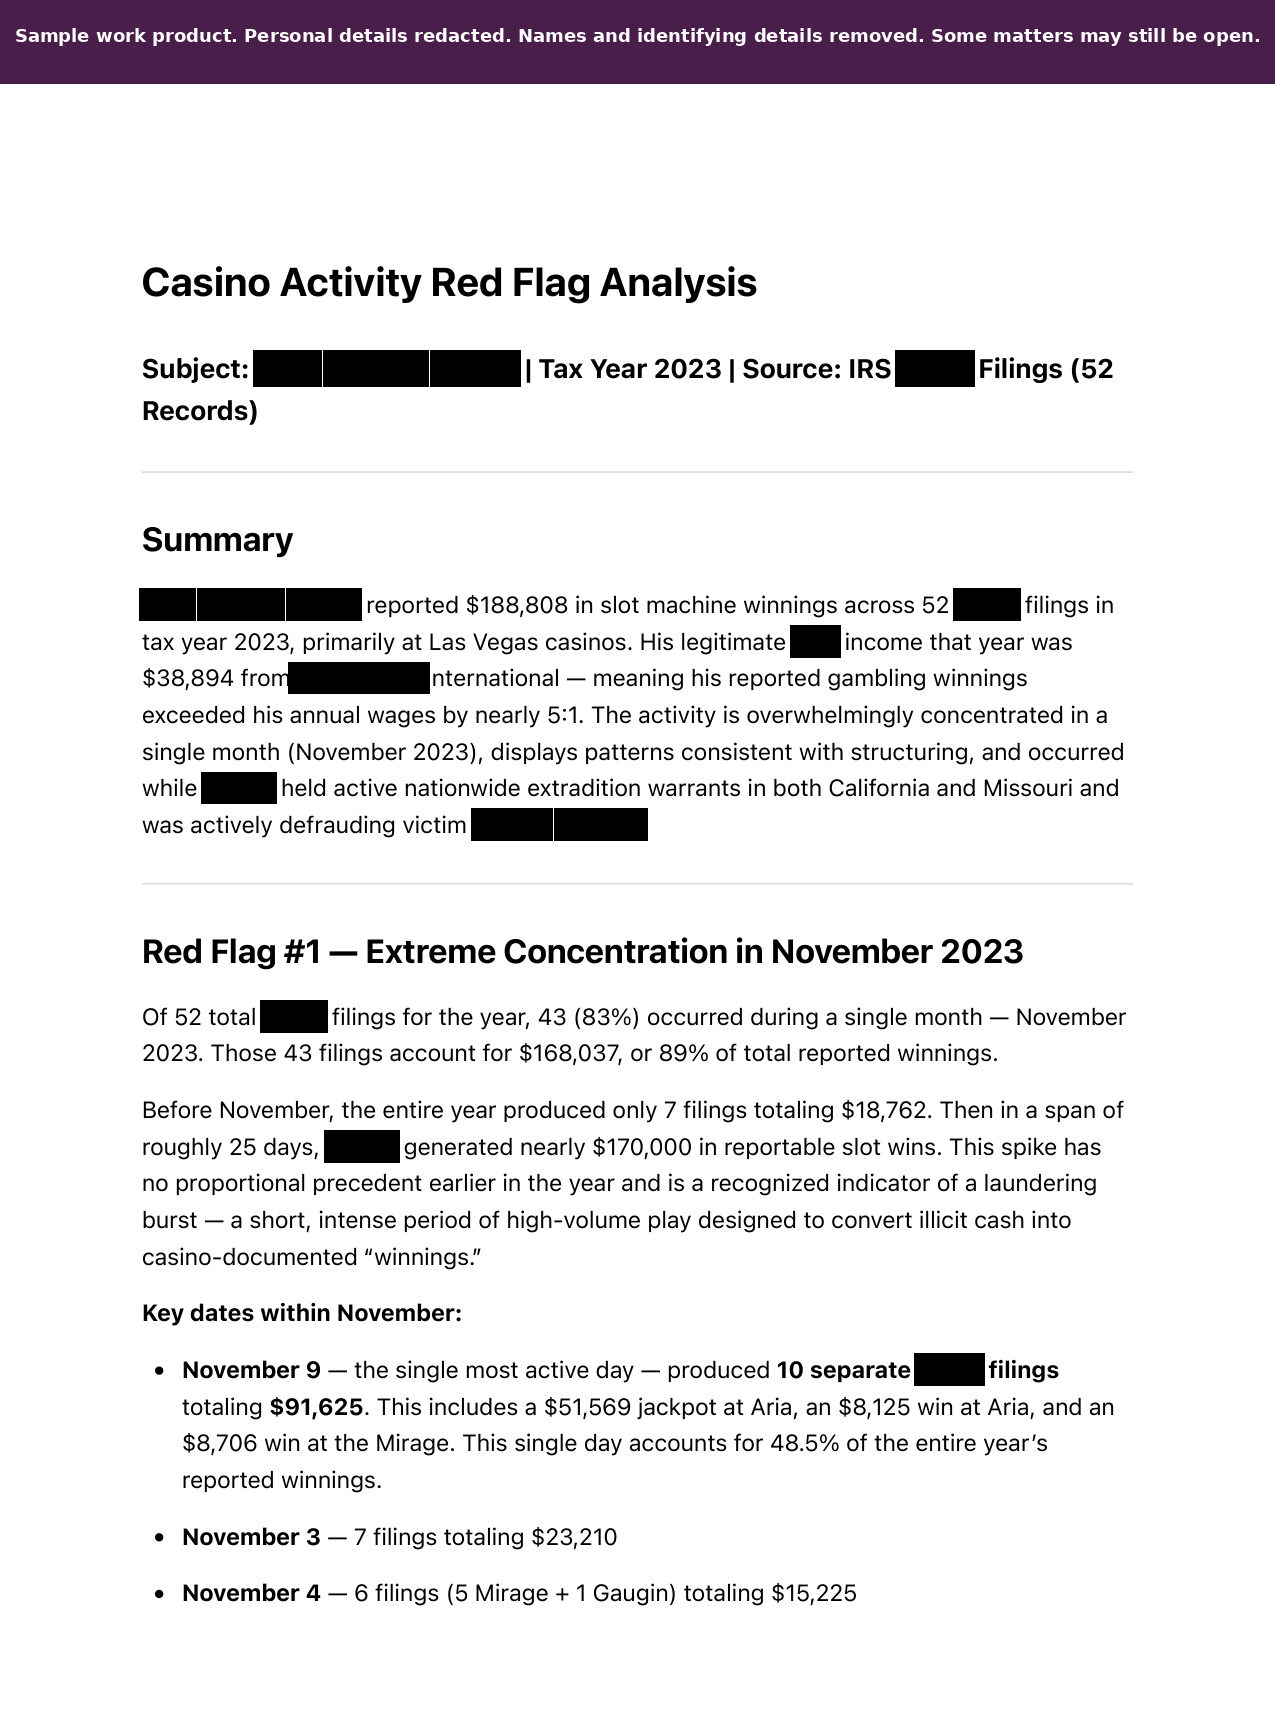 Sample work product. Personal details redacted. Names and identifying details removed. Some matters may still be open.
Casino Activity Red Flag Analysis
Subject: | Tax Year 2023 | Source: IRS Filings (52
Records)
Summary
reported $188,808 in slot machine winnings across 52 filings in
tax year 2023, primarily at Las Vegas casinos. His legitimate income that year was
$38,894 from nternational — meaning his reported gambling winnings
exceeded his annual wages by nearly 5:1. The activity is overwhelmingly concentrated in a
single month (November 2023), displays patterns consistent with structuring, and occurred
while held active nationwide extradition warrants in both California and Missouri and
was actively defrauding victim
Red Flag #1 — Extreme Concentration in November 2023
Of 52 total filings for the year, 43 (83%) occurred during a single month — November
2023. Those 43 filings account for $168,037, or 89% of total reported winnings.
Before November, the entire year produced only 7 filings totaling $18,762. Then in a span of
roughly 25 days, generated nearly $170,000 in reportable slot wins. This spike has
no proportional precedent earlier in the year and is a recognized indicator of a laundering
burst — a short, intense period of high-volume play designed to convert illicit cash into
casino-documented “winnings.”
Key dates within November:
• November 9 — the single most active day — produced 10 separate filings
totaling $91,625. This includes a $51,569 jackpot at Aria, an $8,125 win at Aria, and an
$8,706 win at the Mirage. This single day accounts for 48.5% of the entire year’s
reported winnings.
• November 3 — 7 filings totaling $23,210
• November 4 — 6 filings (5 Mirage + 1 Gaugin) totaling $15,225